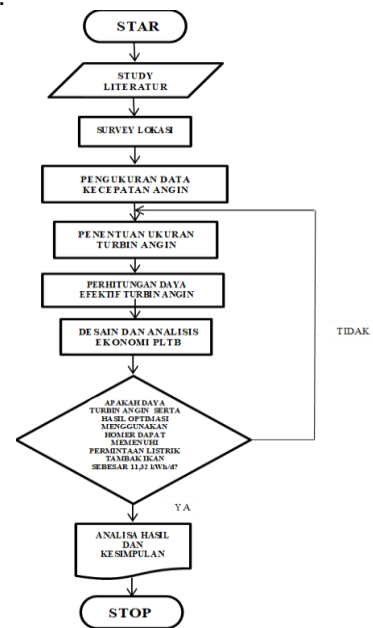 STAR
STUDY
LITERATUR
SURVEY LOKASI
PENGUKURAN DATA
KECEPATAN ANGIN
PENENTUAN UKURAN
TURBIN ANGIN
PERHITUNGAN DAYA
EFEKTIF TURBIN ANGIN
DESAIN DAN ANALISIS
EKONOMI PLTB
TIDAK
APAKAH DAYA
TURBIN ANGIN SERTA
HASIL OPTIMASI
MENGGUNAKAN
HOMER DAPAT
MEMENUHI
PERMINTAAN LISTRIK
TAMBAK IKAN
SEBESAR 11,32 kWh/d?
YA
ANALISA HASIL
DAN
KESIMPULAN
STOP